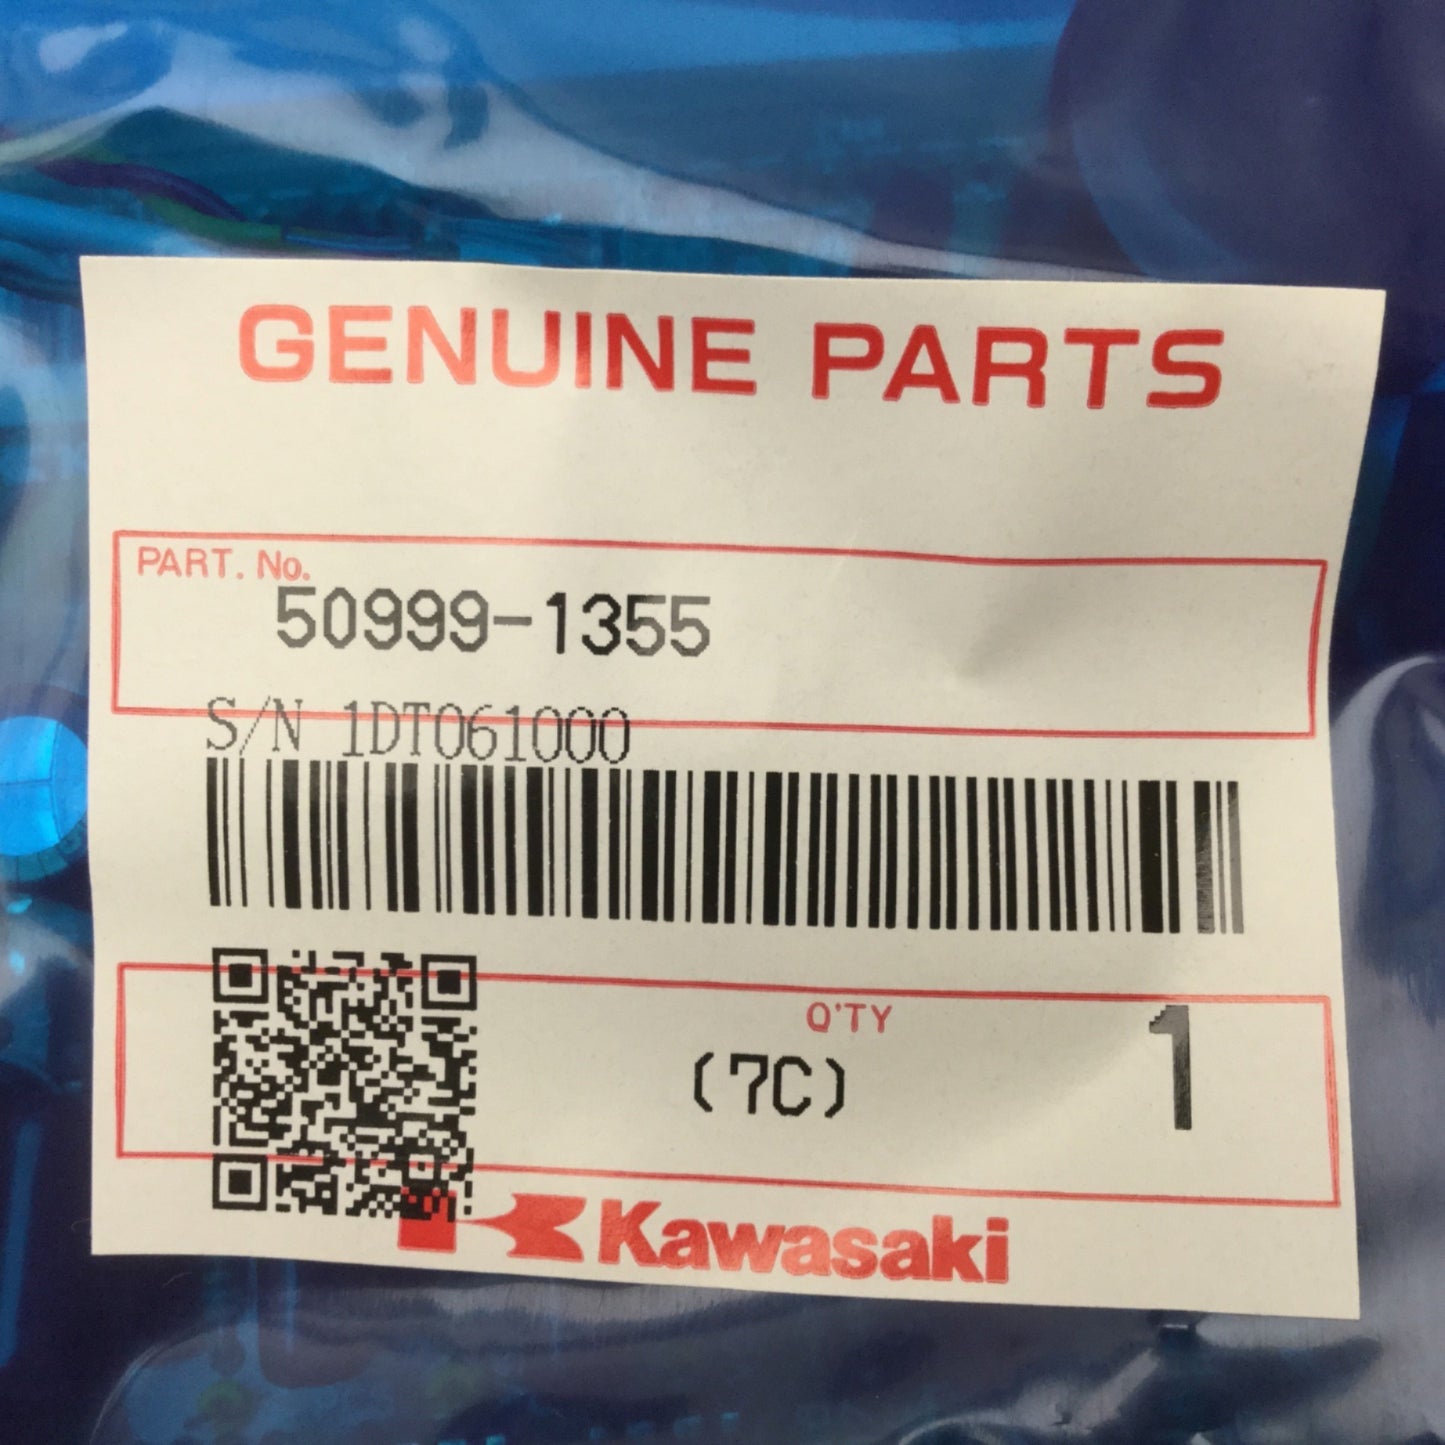 GENUINE PARTS
PART. No.
50999-1355
S/N 1DT061000
Q'TY
(7C) 1
Kawasaki